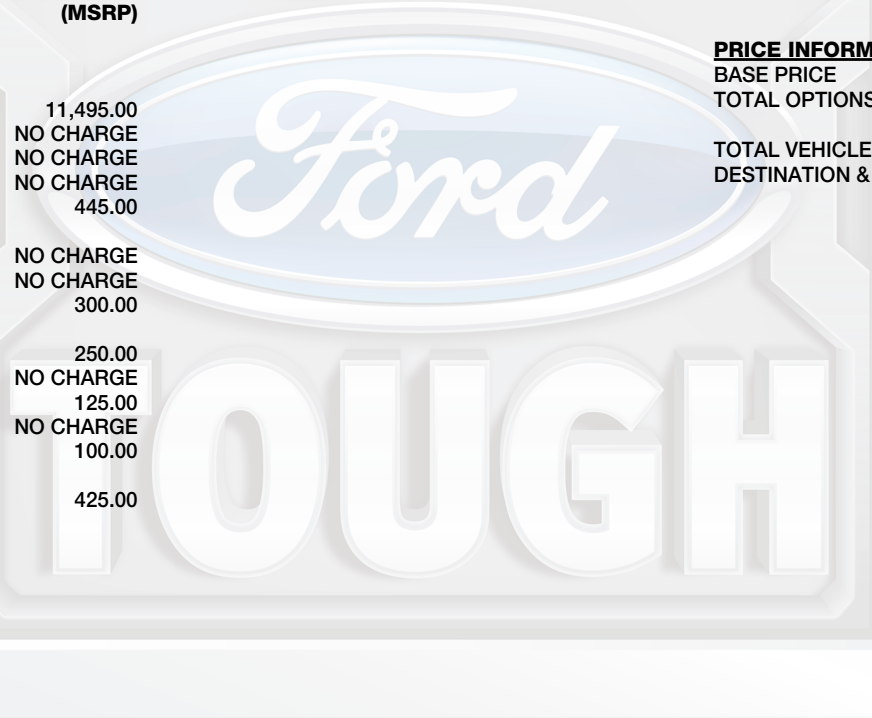 (MSRP)
11,495.00
NO CHARGE
NO CHARGE
NO CHARGE
445.00
NO CHARGE
NO CHARGE
300.00
250.00
NO CHARGE
125.00
NO CHARGE
100.00
425.00
PRICE INFORM
BASE PRICE
TOTAL OPTIONS
TOTAL VEHICLE
DESTINATION &
Ford
TOUGH